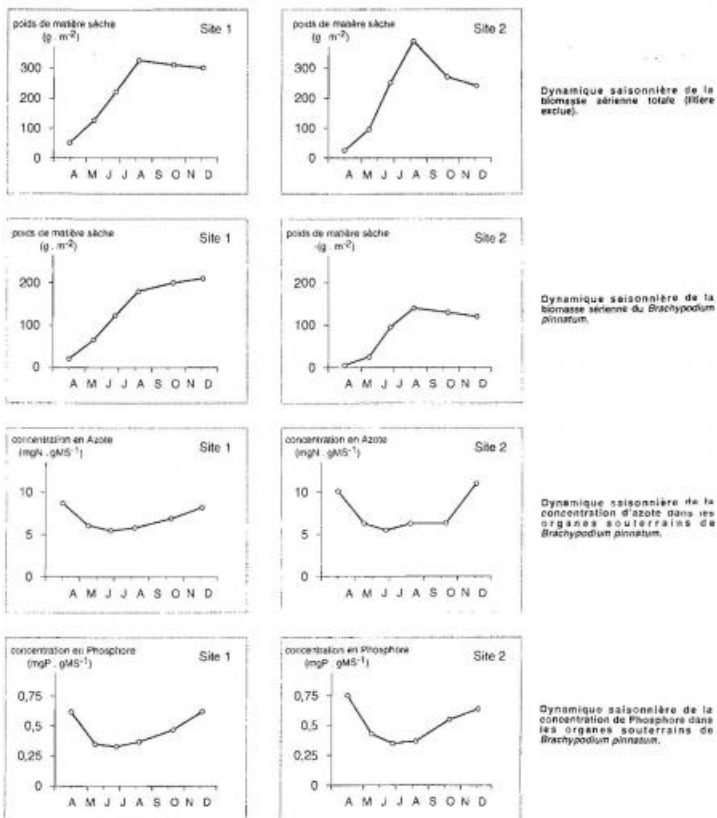 poids de matière sèche
(g . m-2)
Site 1
300
200
100
0
A M J J A S O N D
poids de matière sèche
(g . m-2)
Site 2
300
200
100
0
A M J J A S O N D
Dynamique saisonnière de la
biomasse aérienne totale (litière
exclue).
poids de matière sèche
(g . m-2)
Site 1
200
100
0
A M J J A S O N D
poids de matière sèche
(g . m-2)
Site 2
200
100
0
A M J J A S O N D
Dynamique saisonnière de la
biomasse aérienne du Brachypodium
pinnatum.
concentration en Azote
(mgN . gMS-1)
Site 1
10
5
0
A M J J A S O N D
concentration en Azote
(mgN . gMS-1)
Site 2
10
5
0
A M J J A S O N D
Dynamique saisonnière de la
concentration d'azote dans les
organes souterrains de
Brachypodium pinnatum.
concentration en Phosphore
(mgP . gMS-1)
Site 1
0,75
0,5
0,25
0
A M J J A S O N D
concentration en Phosphore
(mgP . gMS-1)
Site 2
0,75
0,5
0,25
0
A M J J A S O N D
Dynamique saisonnière de la
concentration de Phosphore dans
les organes souterrains de
Brachypodium pinnatum.